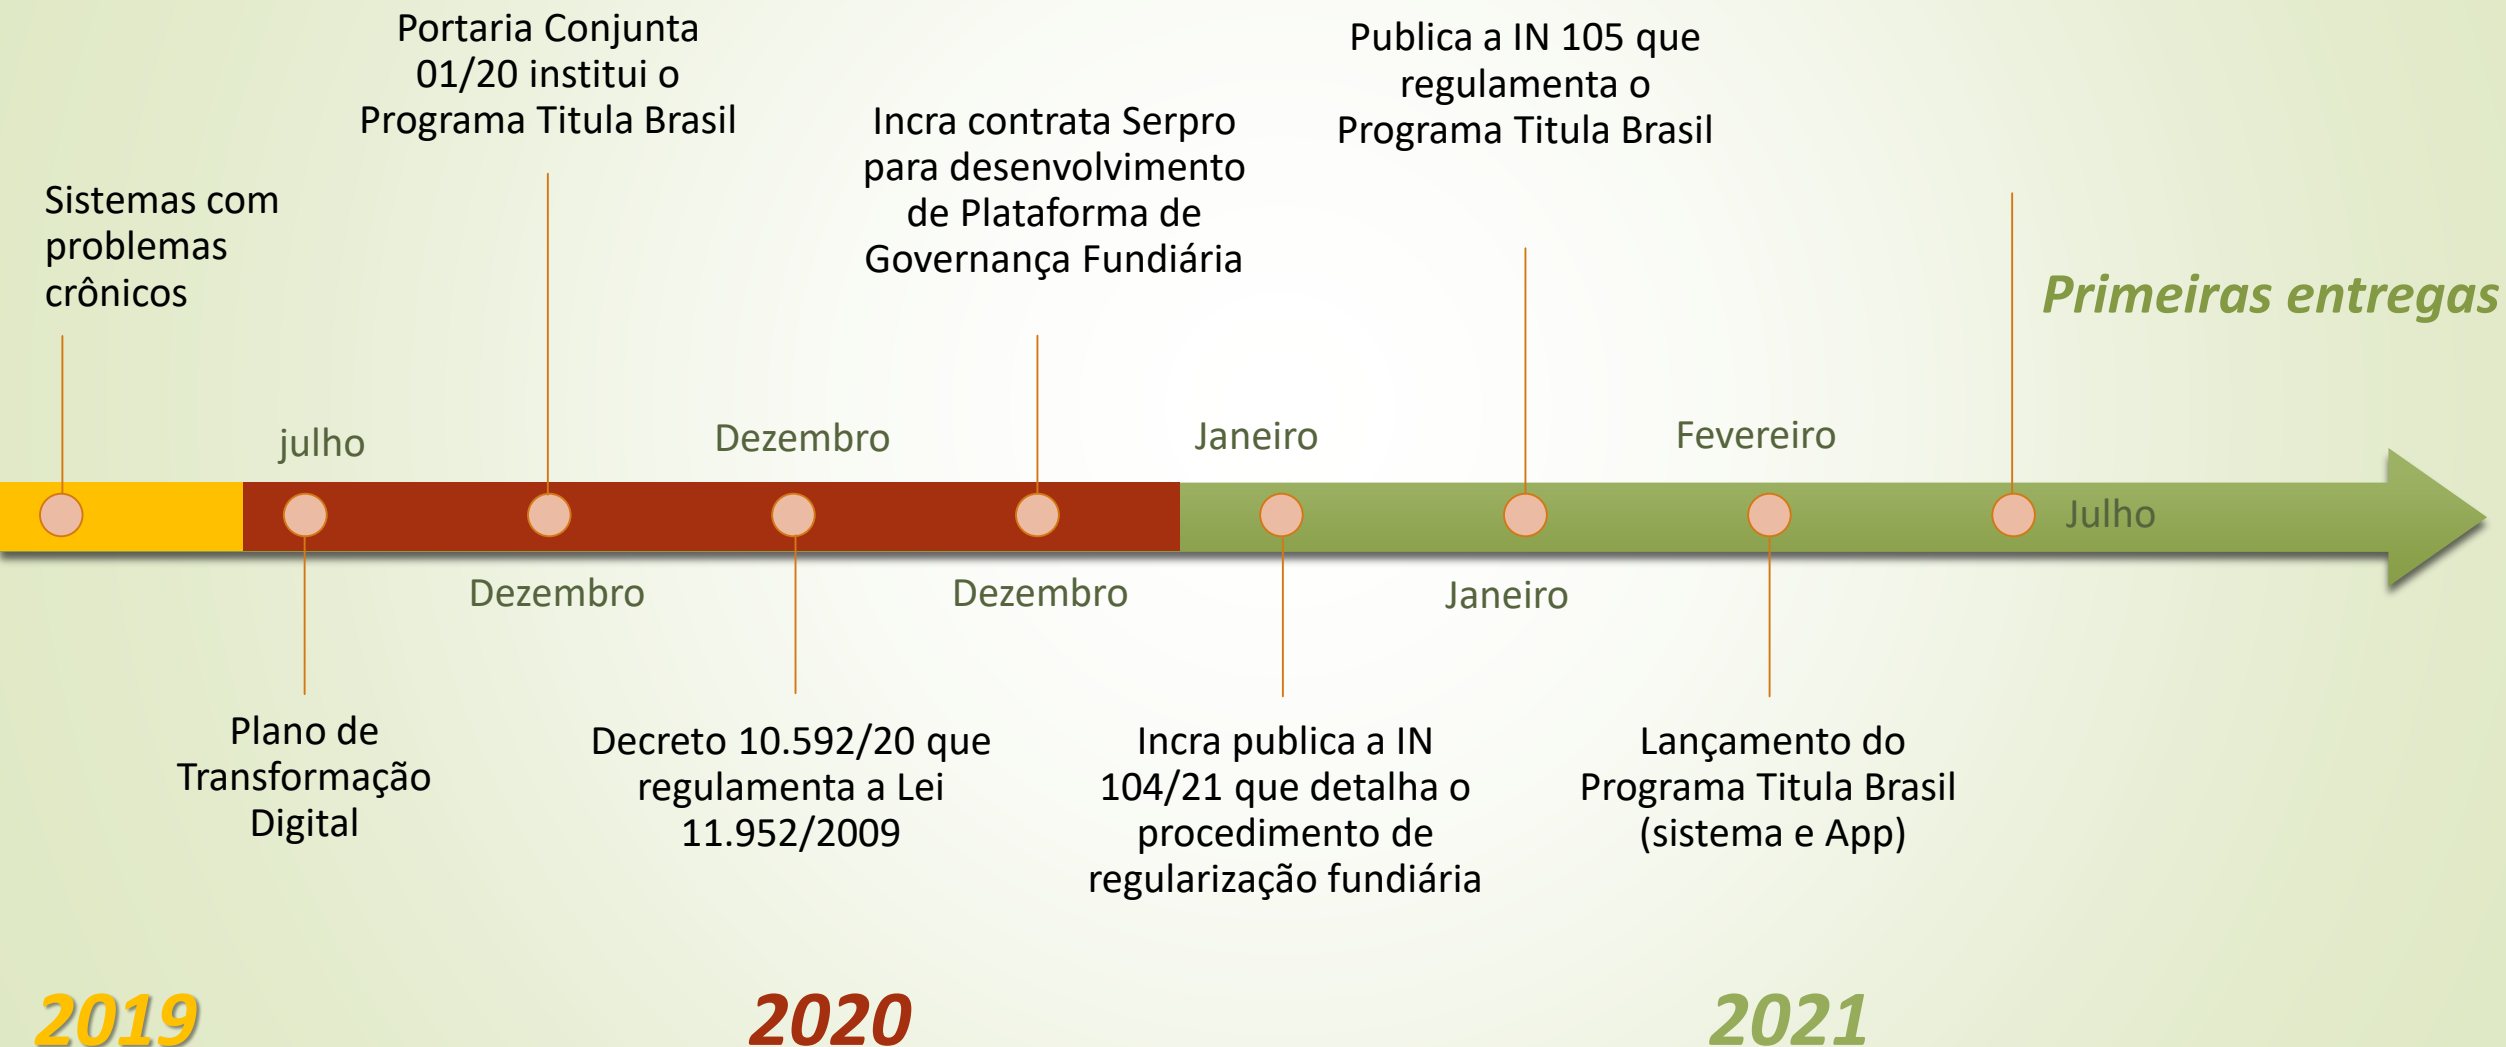 Sistemas com
problemas
crônicos
Portaria Conjunta
01/20 institui o
Programa Titula Brasil
Incra contrata Serpro
para desenvolvimento
de Plataforma de
Governança Fundiária
Publica a IN 105 que
regulamenta o
Programa Titula Brasil
Primeiras entregas
julho
Dezembro
Janeiro
Fevereiro
Julho
Dezembro
Dezembro
Janeiro
Plano de
Transformação
Digital
Decreto 10.592/20 que
regulamenta a Lei
11.952/2009
Incra publica a IN
104/21 que detalha o
procedimento de
regularização fundiária
Lançamento do
Programa Titula Brasil
(sistema e App)
2019
2020
2021